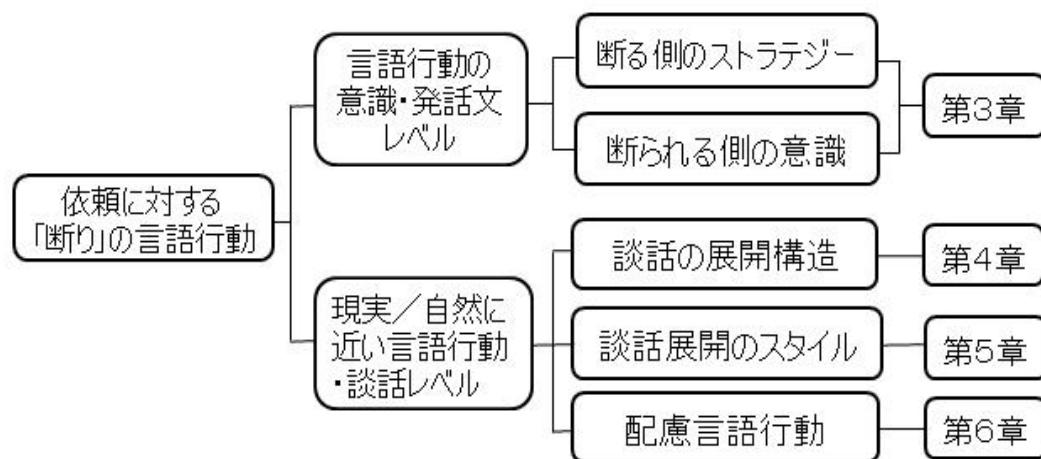 依頼に対する
「断り」の言語行動
言語行動の
意識・発話文
レベル
断る側のストラテジー
断られる側の意識
第3章
現実／自然に
近い言語行動
・談話レベル
談話の展開構造
第4章
談話展開のスタイル
第5章
配慮言語行動
第6章